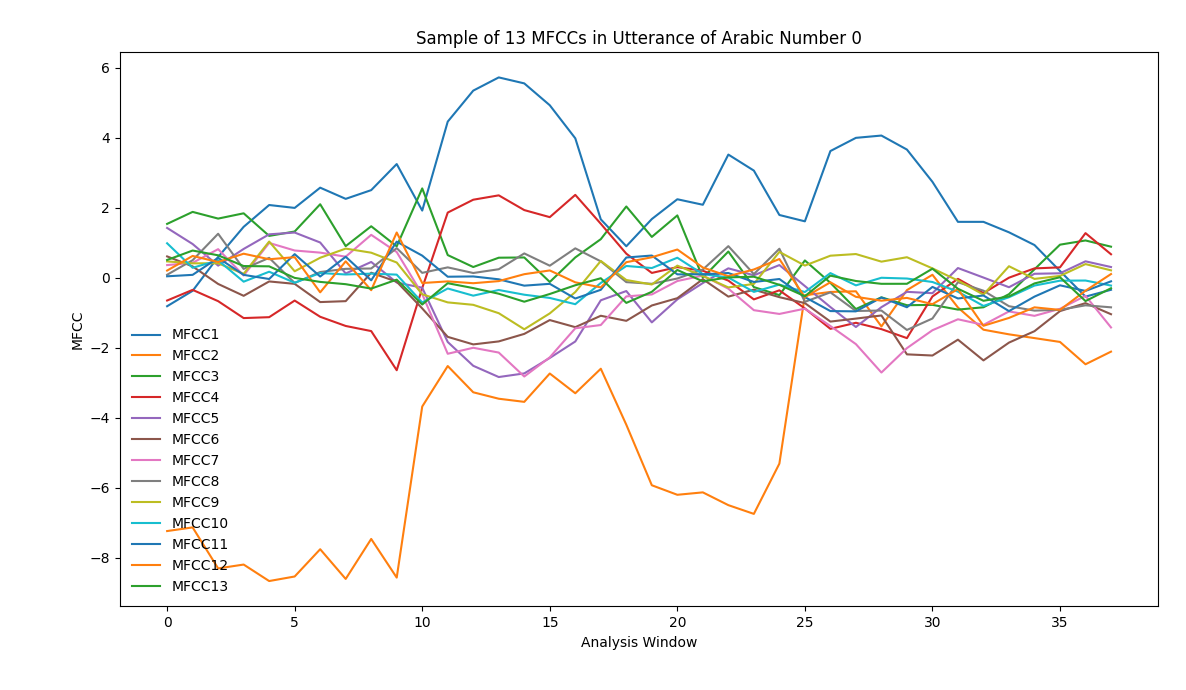 Sample of 13 MFCCs in Utterance of Arabic Number 0
6
4
2
0
−2
−4
−6
−8
MFCC
MFCC1
MFCC2
MFCC3
MFCC4
MFCC5
MFCC6
MFCC7
MFCC8
MFCC9
MFCC10
MFCC11
MFCC12
MFCC13
0 5 10 15 20 25 30 35
Analysis Window